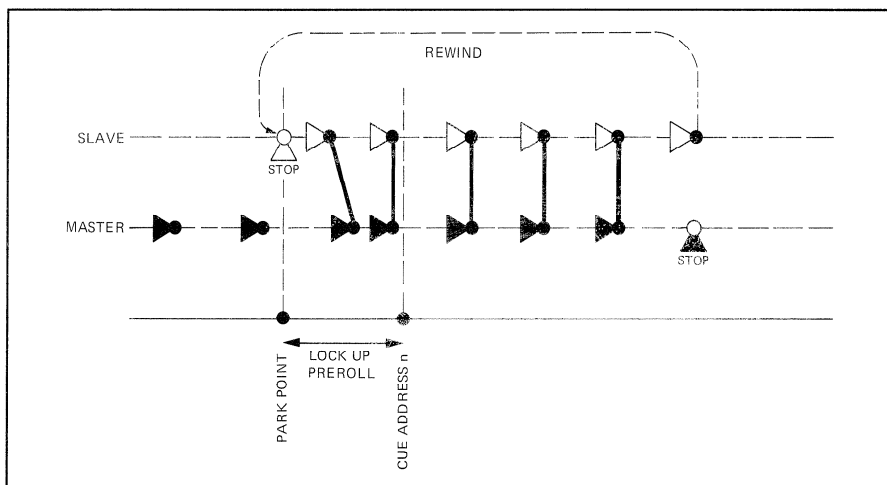 REWIND
SLAVE
STOP
MASTER
STOP
PARK POINT
LOCK UP
PREROLL
CUE ADDRESS n